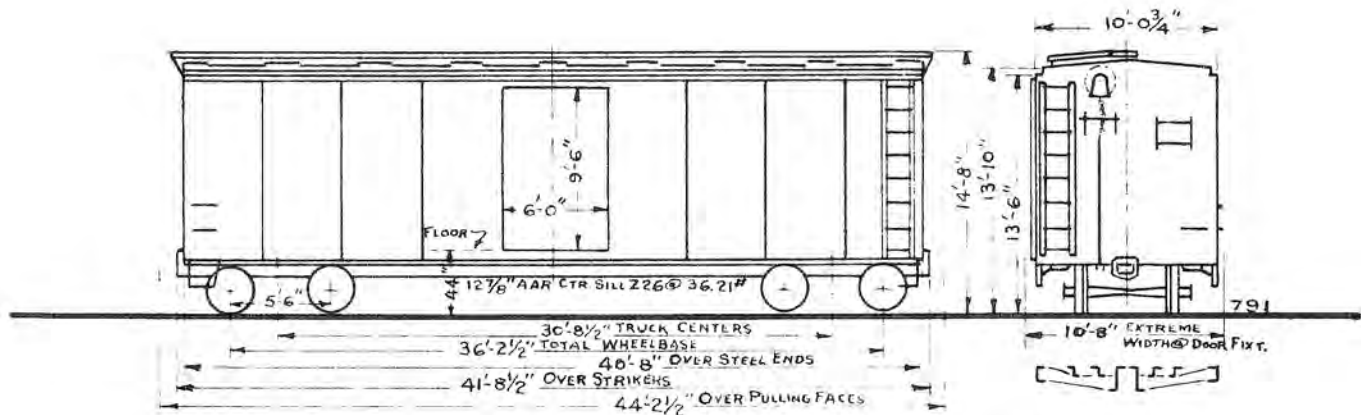 10'-0¾"
14'-8"
13'-10"
13'-6"
9'-6"
6'-0"
FLOOR
44"
12⅞" AAR CTR SILL Z26@ 36.21#
5'-6"
791
30'-8½" TRUCK CENTERS
36'-2½" TOTAL WHEELBASE
40'-8" OVER STEEL ENDS
41'-8½" OVER STRIKERS
44'-2½" OVER PULLING FACES
10'-8" EXTREME
WIDTH@ DOOR FIXT.